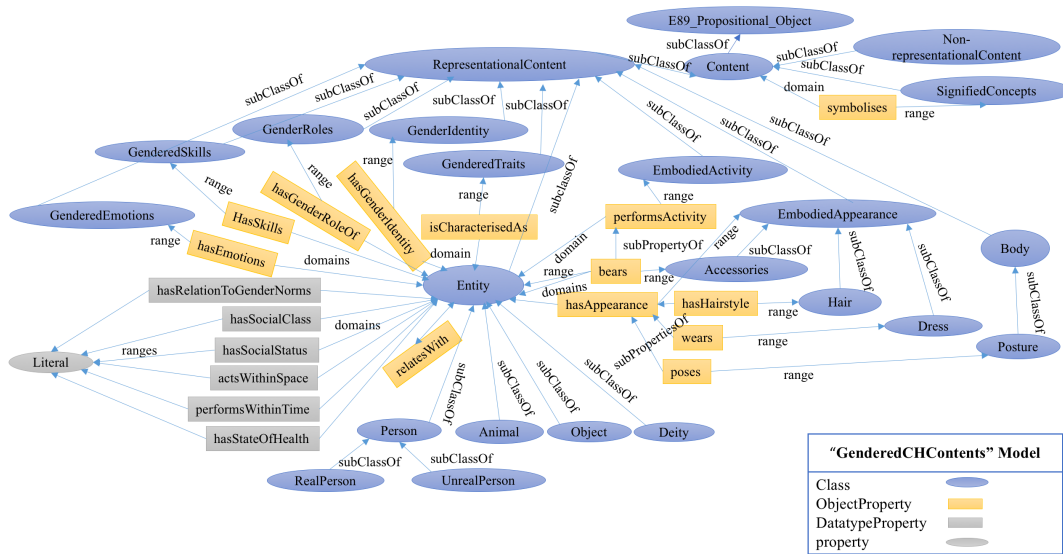 E89_Propositional_Object
subClassOf
Non-
representationalContent
RepresentationalContent
subClassOf
Content
subClassOf
subClassOf
domain
SignifiedConcepts
symbolises
range
subClassOf
subClassOf
subClassOf
subClassOf
subClassOf
subClassOf
subClassOf
subClassOf
subclassOf
GenderRoles
GenderIdentity
GenderedSkills
GenderedTraits
EmbodiedActivity
range
range
range
range
range
GenderedEmotions
HasSkills
hasGenderRoleOf
hasGenderIdentity
isCharacterisedAs
performsActivity
EmbodiedAppearance
range
hasEmotions
domain
domain
subPropertyOf
range
subClassOf
Body
domains
Entity
range
bears
range
Accessories
subClassOf
subClassOf
subClassOf
hasRelationToGenderNorms
domains
hasAppearance
hasHairstyle
range
Hair
hasSocialClass
domains
subPropertiesOf
wears
range
Dress
Posture
ranges
hasSocialStatus
relatesWith
Literal
actsWithinSpace
poses
range
performsWithinTime
subClassOf
subClassOf
subClassOf
subClassOf
hasStateOfHealth
Person
Animal
Object
Deity
subClassOf
subClassOf
RealPerson
UnrealPerson
“GenderedCHContents” Model
Class
ObjectProperty
DatatypeProperty
property